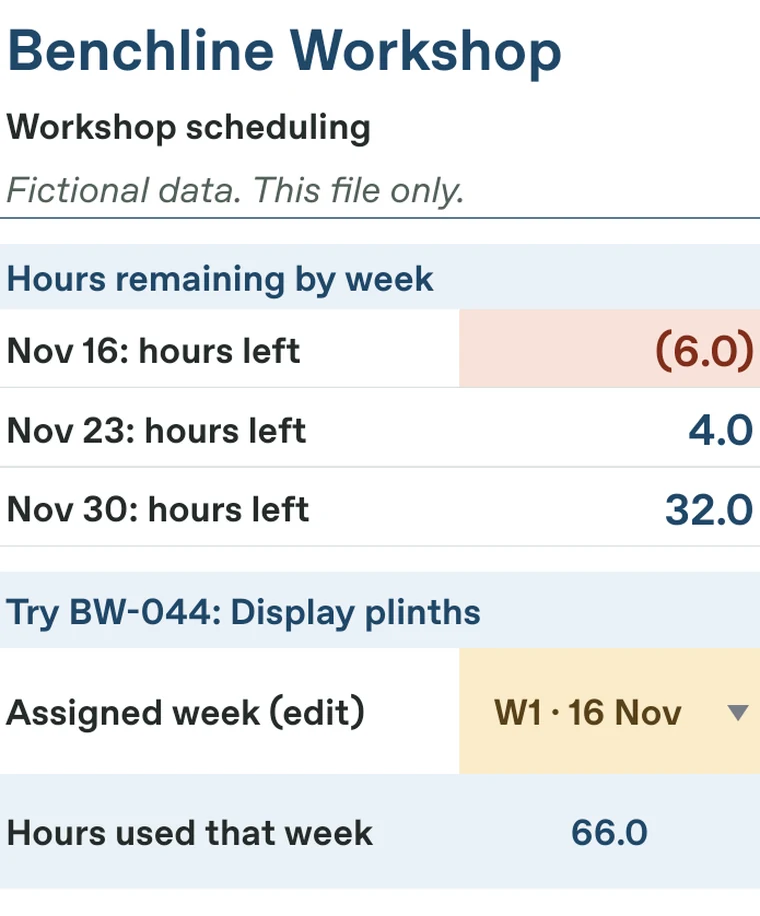 Benchline Workshop
Workshop scheduling
Fictional data. This file only.
Hours remaining by week
Nov 16: hours left (6.0)
Nov 23: hours left 4.0
Nov 30: hours left 32.0
Try BW-044: Display plinths
Assigned week (edit) W1 · 16 Nov
Hours used that week 66.0